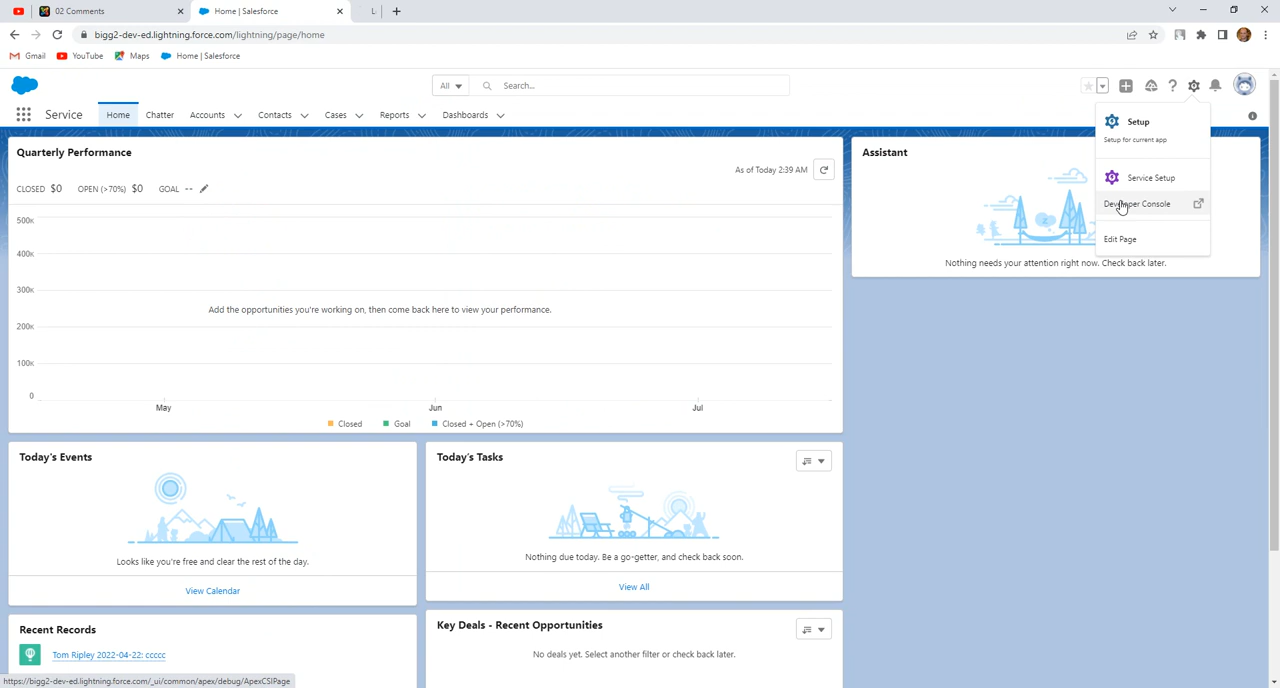 02 Comments
Home | Salesforce
bigg2-dev-ed.lightning.force.com/lightning/page/home
Gmail YouTube Maps Home | Salesforce
All Search...
Service Home Chatter Accounts Contacts Cases Reports Dashboards
Setup
Setup for current app
Service Setup
Developer Console
Edit Page
Quarterly Performance
As of Today 2:39 AM
CLOSED $0 OPEN (>70%) $0 GOAL --
500K
400K
300K
200K
100K
0
Add the opportunities you're working on, then come back here to view your performance.
May Jun Jul
Closed Goal Closed + Open (>70%)
Assistant
Nothing needs your attention right now. Check back later.
Today's Events
Looks like you're free and clear the rest of the day.
View Calendar
Today's Tasks
Nothing due today. Be a go-getter, and check back soon.
View All
Recent Records
Tom Ripley 2022-04-22: ccccc
Key Deals - Recent Opportunities
No deals yet. Select another filter or check back later.
https://bigg2-dev-ed.lightning.force.com/_ui/common/apex/debug/ApexCSIPage